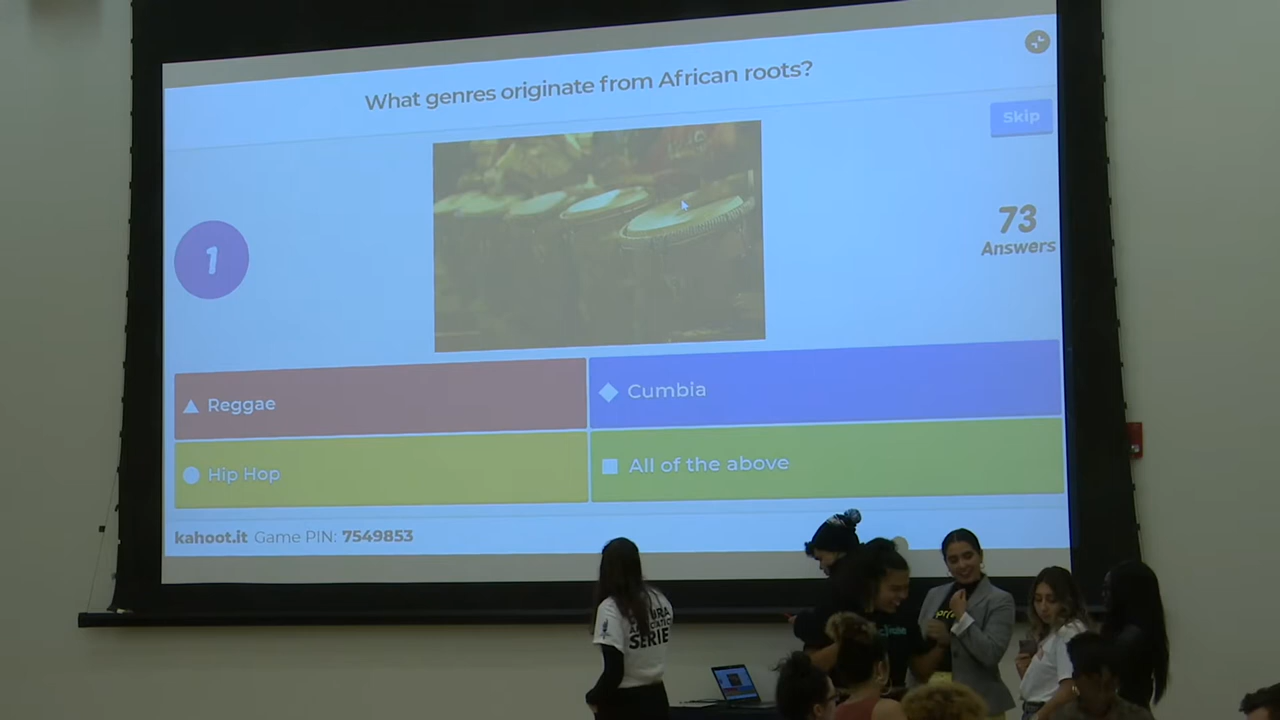 What genres originate from African roots?
Skip
1
73
Answers
Reggae
Cumbia
Hip Hop
All of the above
kahoot.it Game PIN: 7549853
SERIE